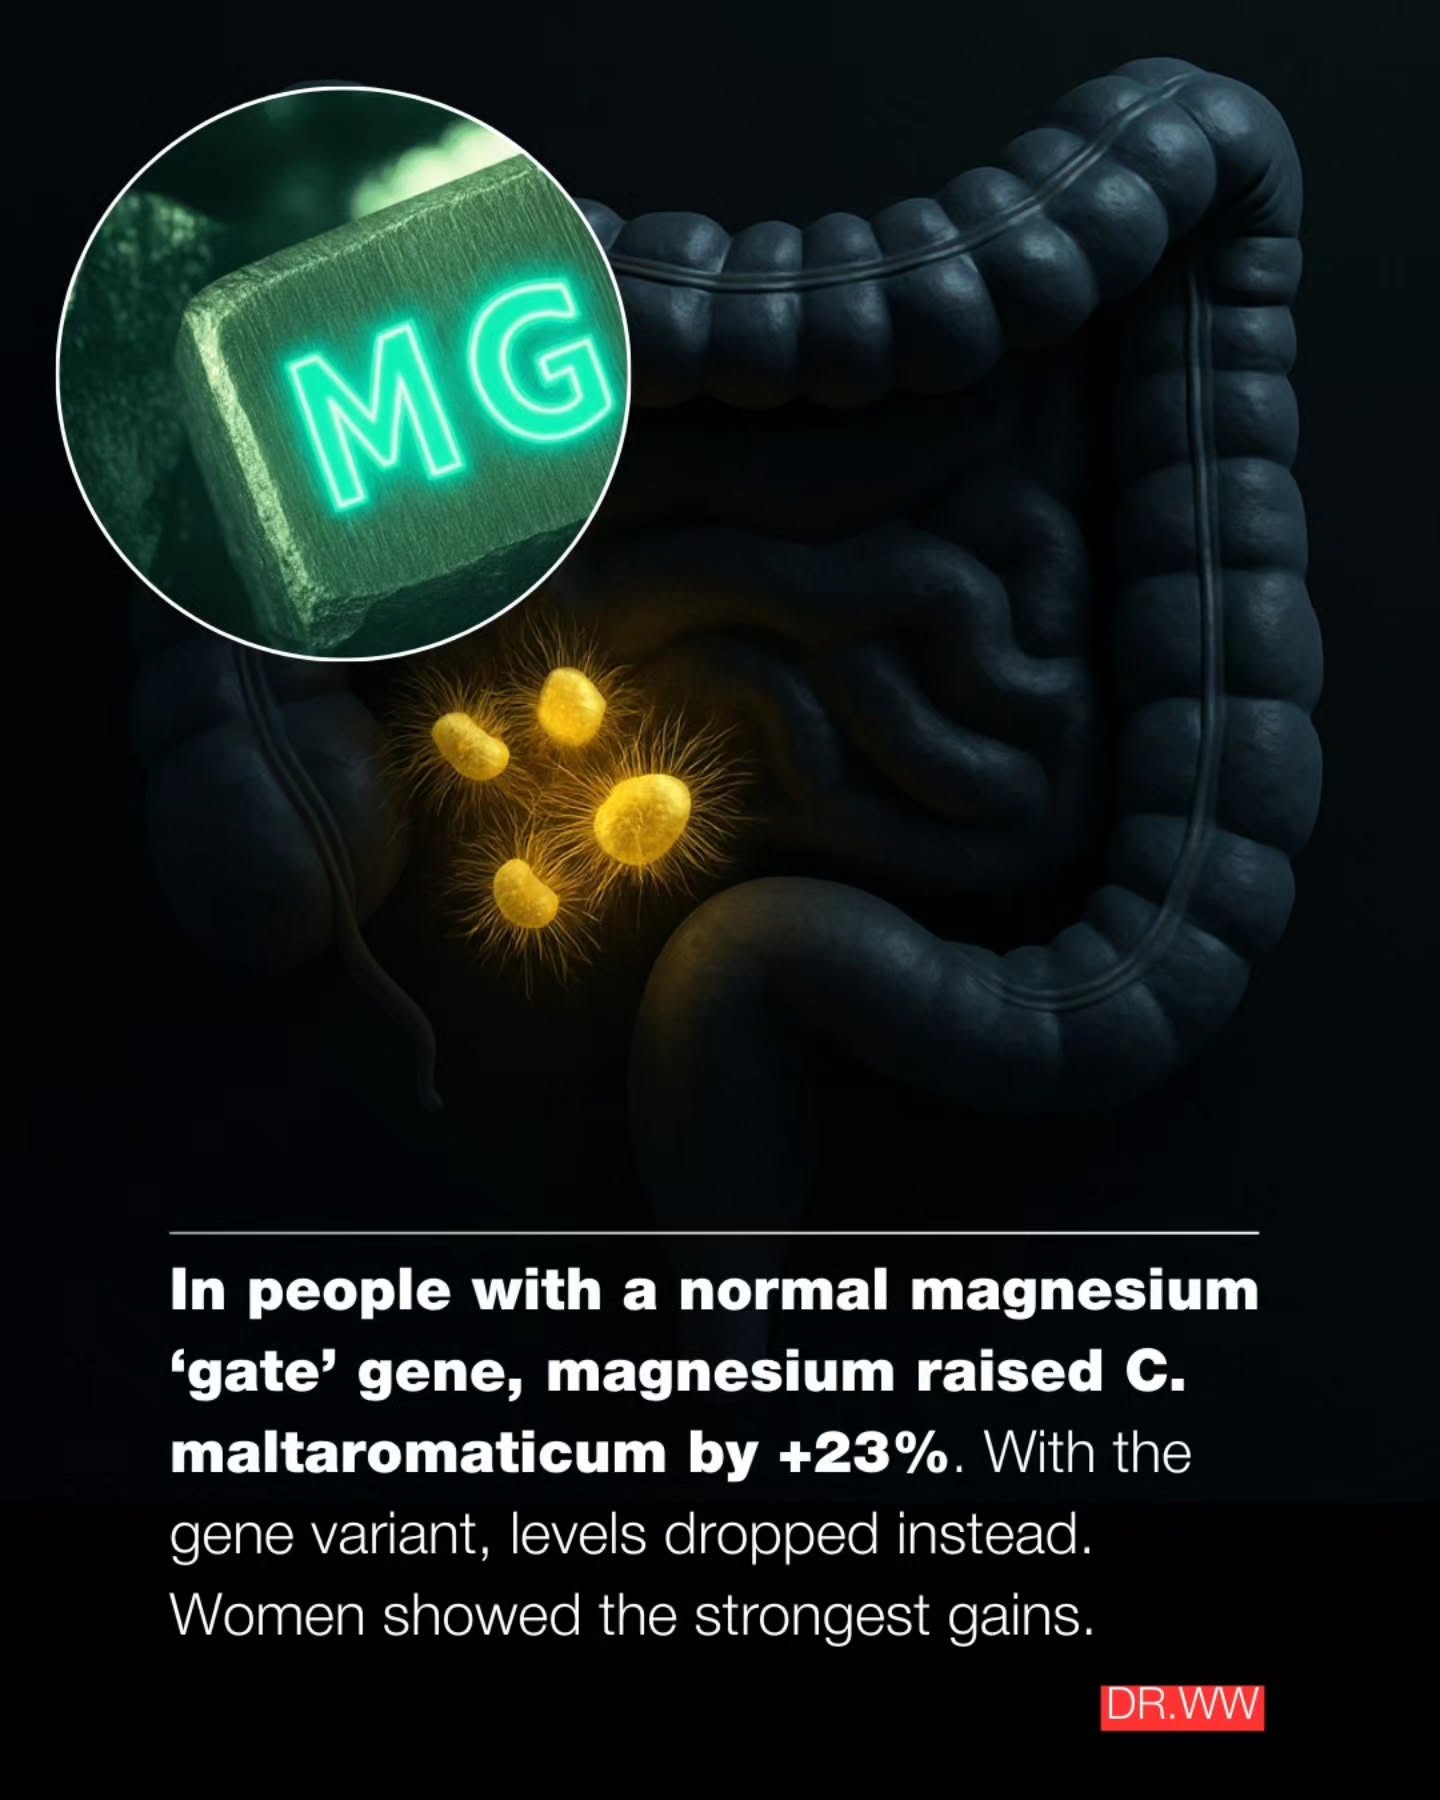 MG
In people with a normal magnesium
‘gate’ gene, magnesium raised C.
maltaromaticum by +23%. With the
gene variant, levels dropped instead.
Women showed the strongest gains.
DR.WW